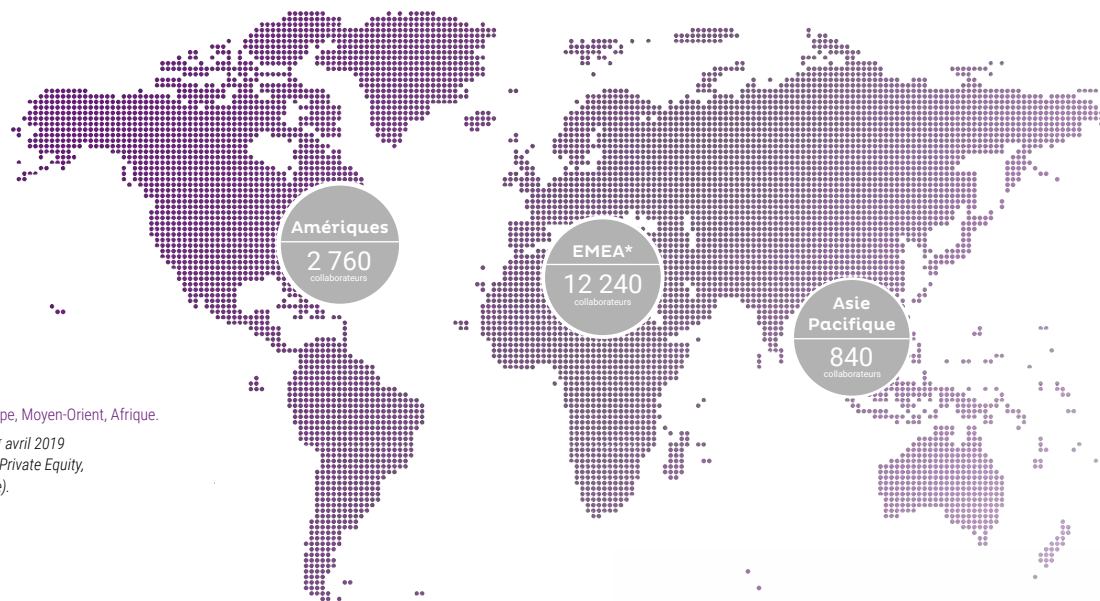 Amériques
2 760
collaborateurs
EMEA*
12 240
collaborateurs
Asie
Pacifique
840
collaborateurs
pe, Moyen-Orient, Afrique.
avril 2019
Private Equity,
).